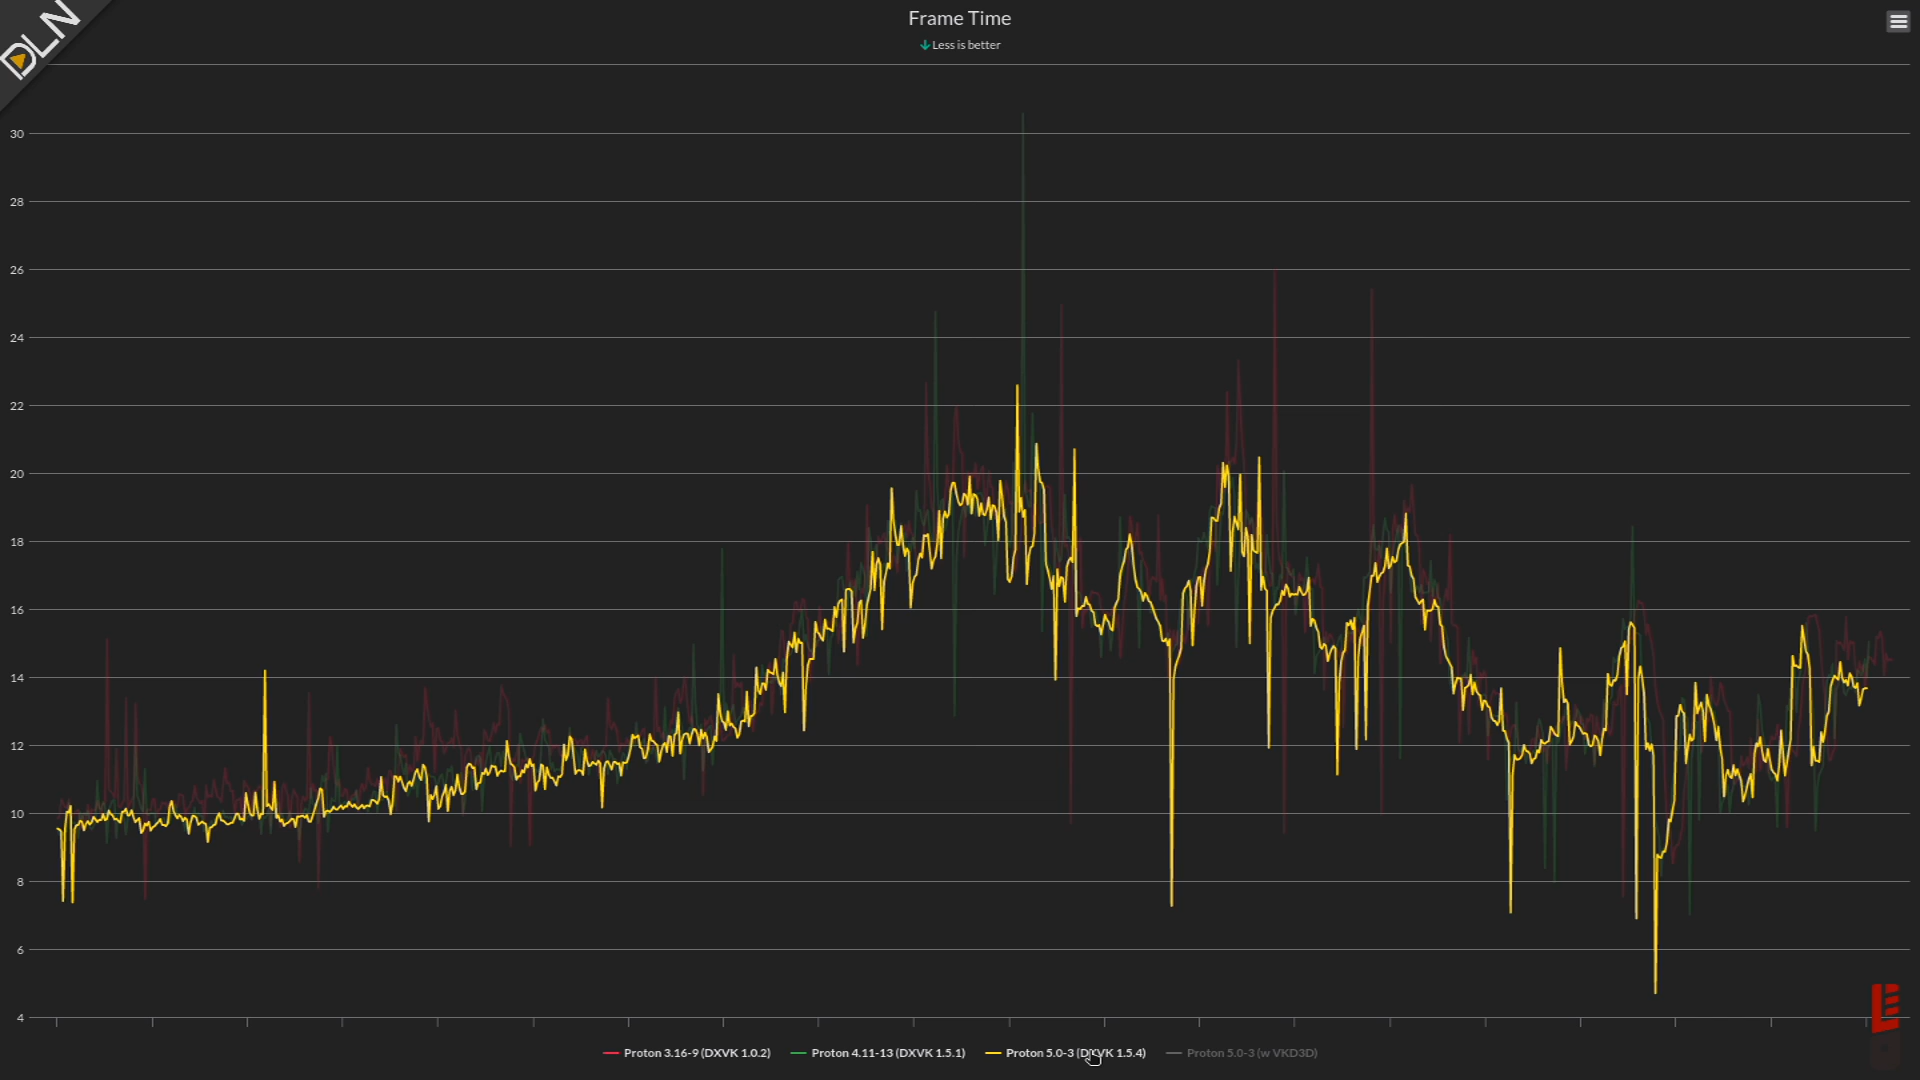 DLN
Frame Time
Less is better
30
28
26
24
22
20
18
16
14
12
10
8
6
4
Proton 3.16-9 (DXVK 1.0.2)
Proton 4.11-13 (DXVK 1.5.1)
Proton 5.0-3 (DXVK 1.5.4)
Proton 5.0-3 (w VKD3D)